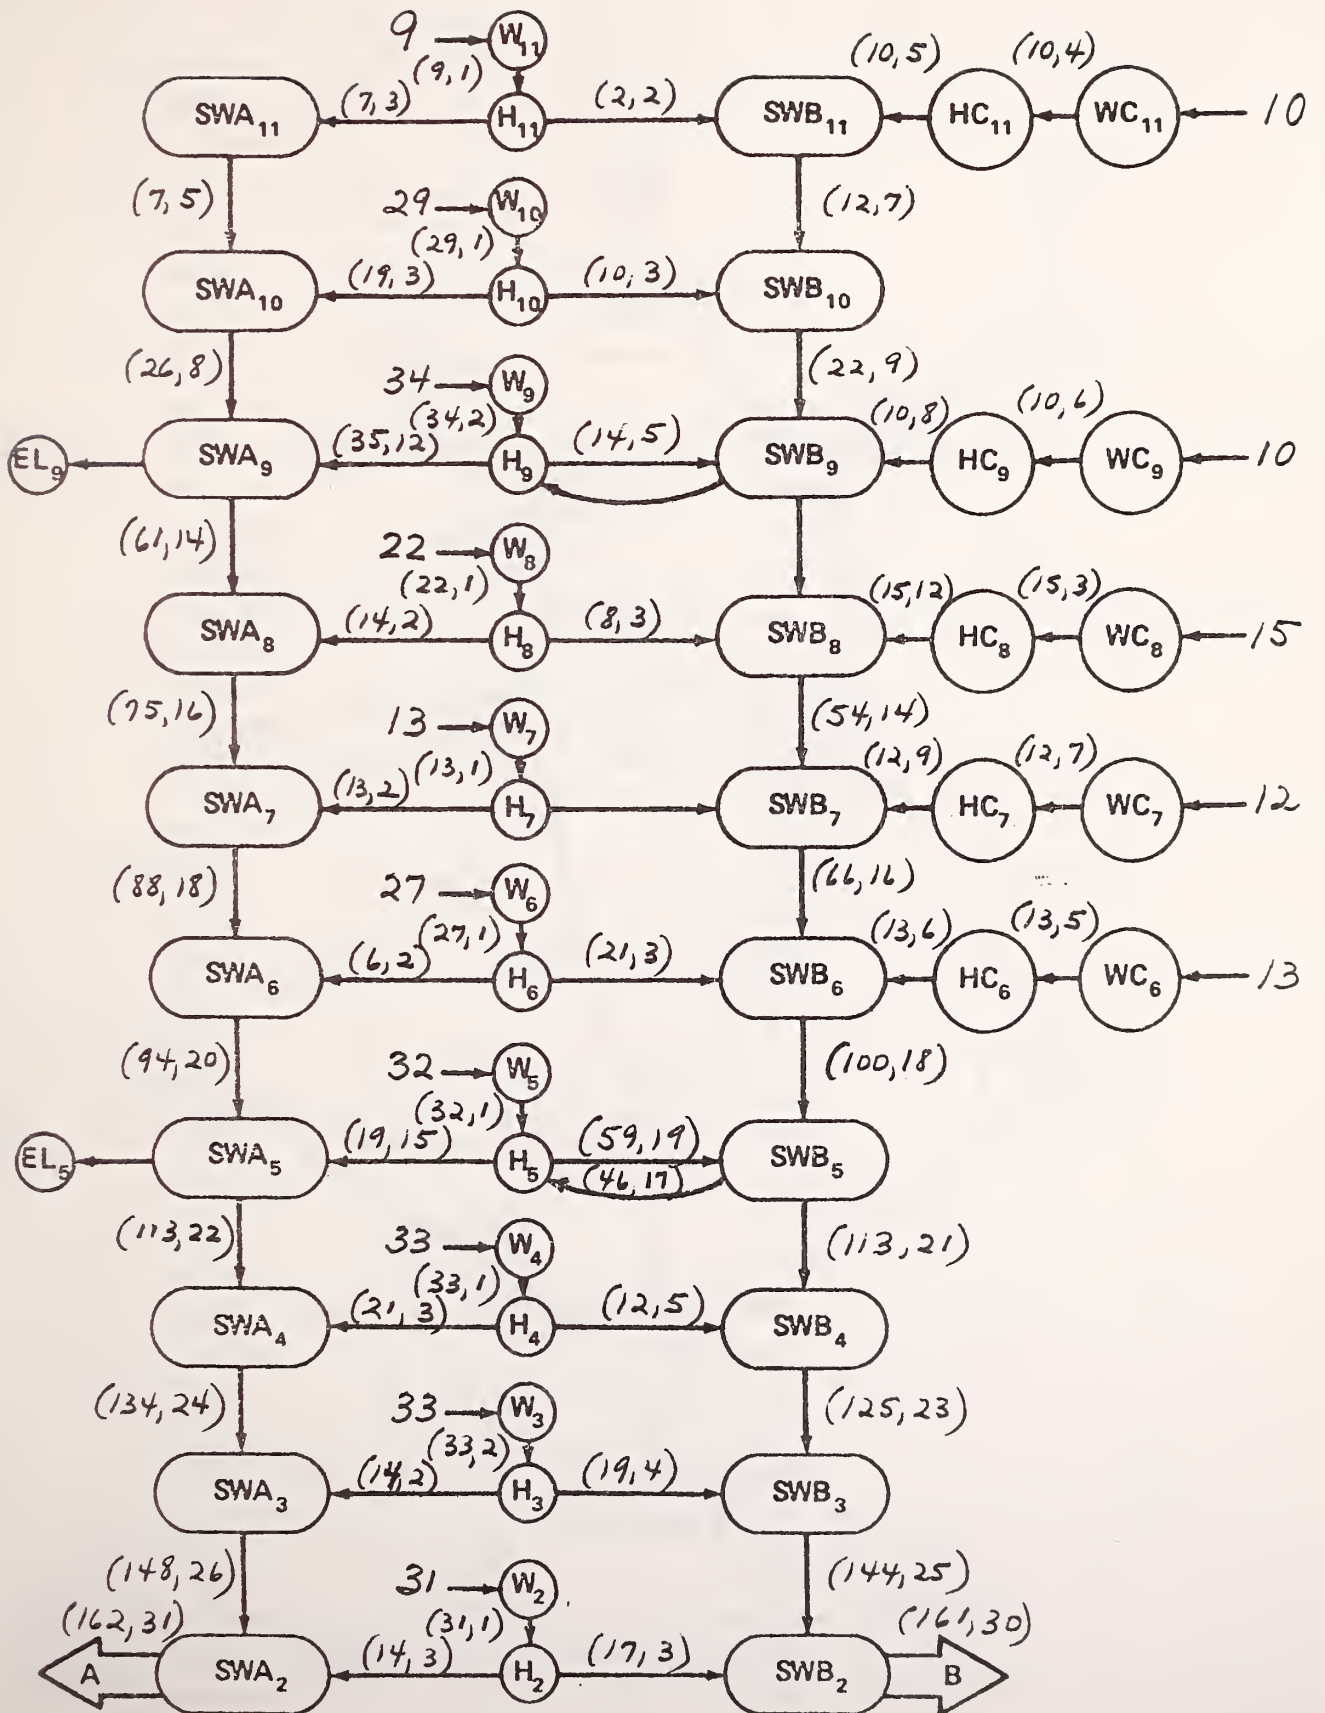 9 W11
(9,1) (10,5) (10,4)
SWA11 (7,3) H11 (2,2) SWB11 HC11 WC11 10
(7,5) 29 W10 (12,7)
(29,1)
SWA10 (19,3) H10 (10,3) SWB10
(26,8) 34 W9 (22,9)
(34,2) (10,8) (10,6)
EL9 SWA9 (35,12) H9 (14,5) SWB9 HC9 WC9 10
(61,14) 22 W8
(22,1) (15,12) (15,3)
SWA8 (14,2) H8 (8,3) SWB8 HC8 WC8 15
(75,16) 13 W7 (54,14)
(13,1) (12,9) (12,7)
SWA7 (13,2) H7 SWB7 HC7 WC7 12
(88,18) 27 W6 (66,16)
(27,1) (13,6) (13,5)
SWA6 (6,2) H6 (21,3) SWB6 HC6 WC6 13
(94,20) 32 W5 (100,18)
(32,1)
EL5 SWA5 (19,15) H5 (59,19) SWB5
(46,17)
(113,22) 33 W4 (113,21)
(33,1)
SWA4 (21,3) H4 (12,5) SWB4
(134,24) 33 W3 (125,23)
(33,2)
SWA3 (14,2) H3 (19,4) SWB3
(148,26) 31 W2 (144,25)
(162,31) (31,1) (161,30)
A SWA2 (14,3) H2 (17,3) SWB2 B